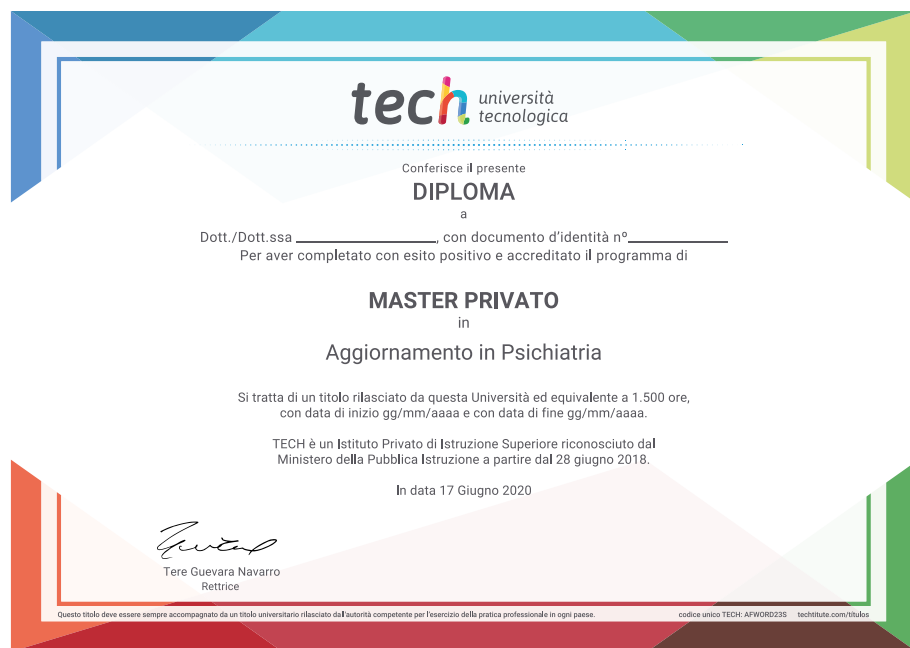 tech università
tecnologica
Conferisce il presente
DIPLOMA
a
Dott./Dott.ssa ________________, con documento d'identità nº____________
Per aver completato con esito positivo e accreditato il programma di
MASTER PRIVATO
in
Aggiornamento in Psichiatria
Si tratta di un titolo rilasciato da questa Università ed equivalente a 1.500 ore,
con data di inizio gg/mm/aaaa e con data di fine gg/mm/aaaa.
TECH è un Istituto Privato di Istruzione Superiore riconosciuto dal
Ministero della Pubblica Istruzione a partire dal 28 giugno 2018.
In data 17 Giugno 2020
Tere Guevara Navarro
Rettrice
Questo titolo deve essere sempre accompagnato da un titolo universitario rilasciato dall'autorità competente per l'esercizio della pratica professionale in ogni paese. codice unico TECH: AFWORD23S techtitute.com/titulos